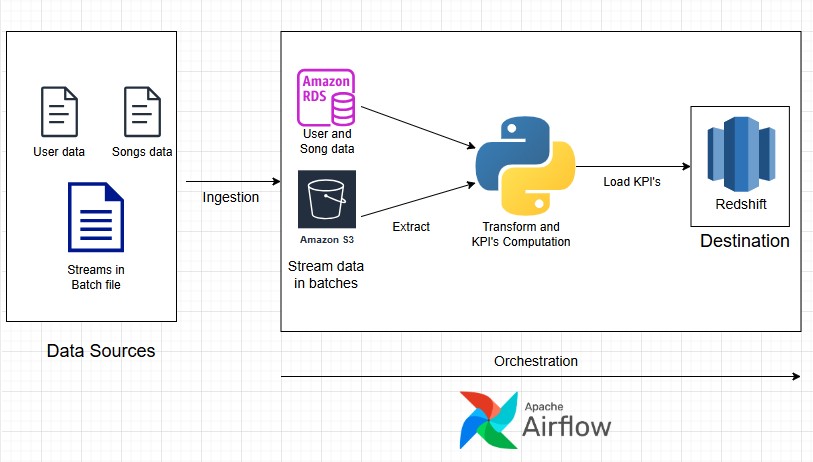 User data
Songs data
Streams in
Batch file
Data Sources
Ingestion
Amazon
RDS
User and
Song data
Amazon S3
Stream data
in batches
Extract
Transform and
KPI's Computation
Load KPI's
Redshift
Destination
Orchestration
Apache
Airflow